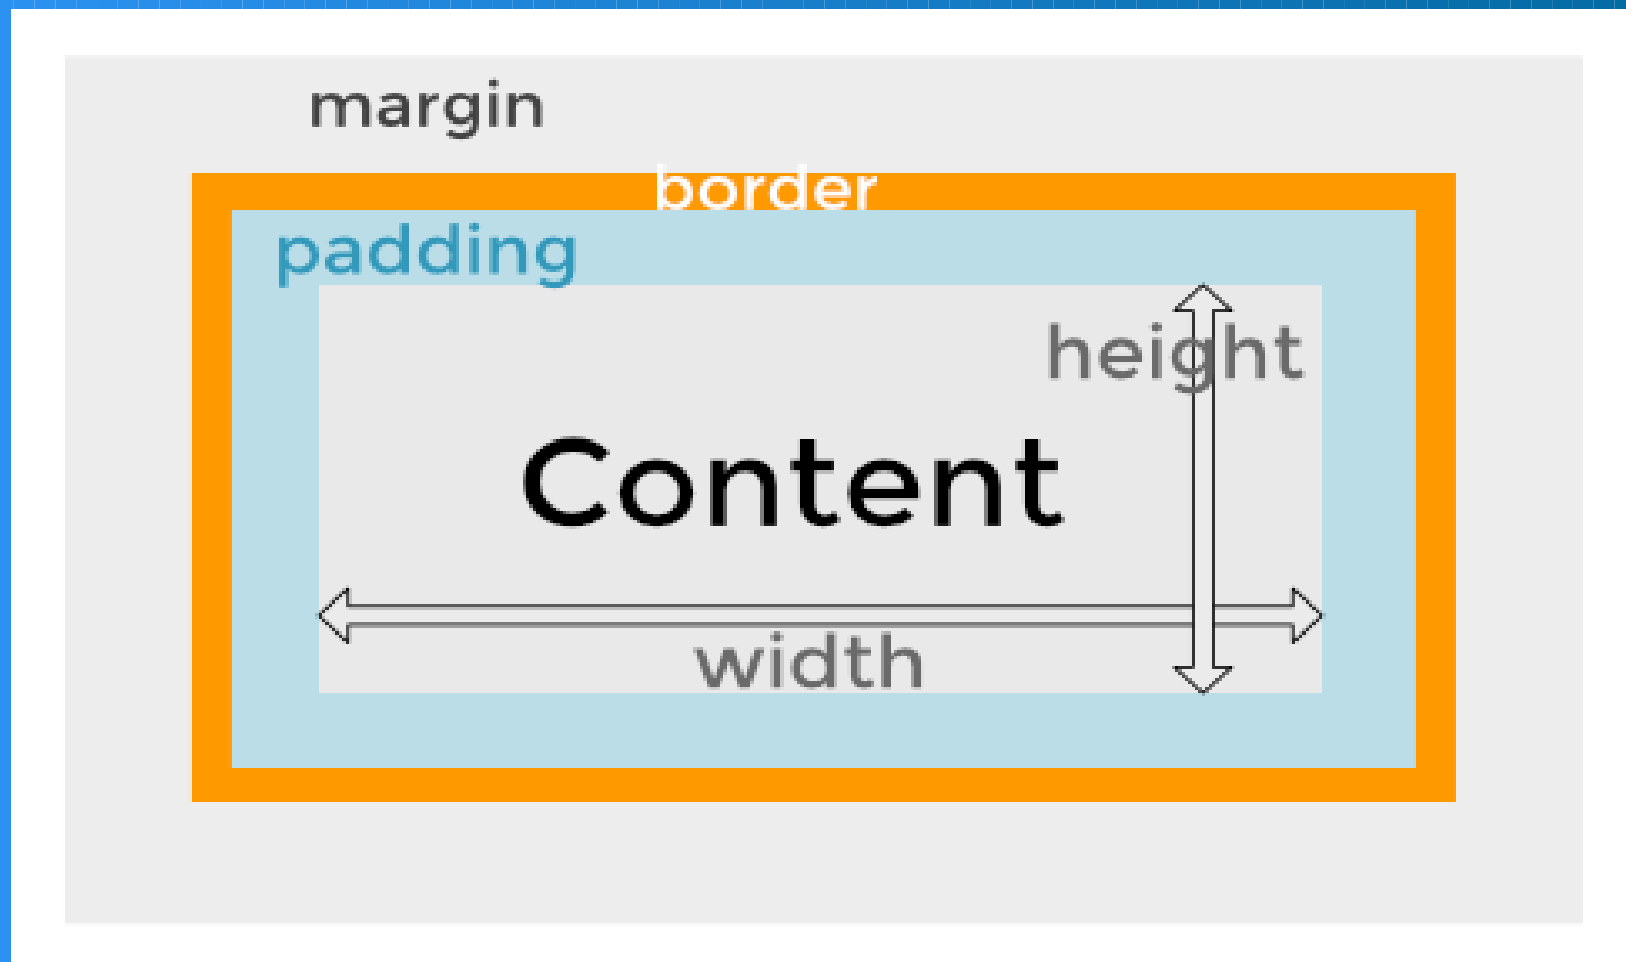 margin
border
padding
height
Content
width